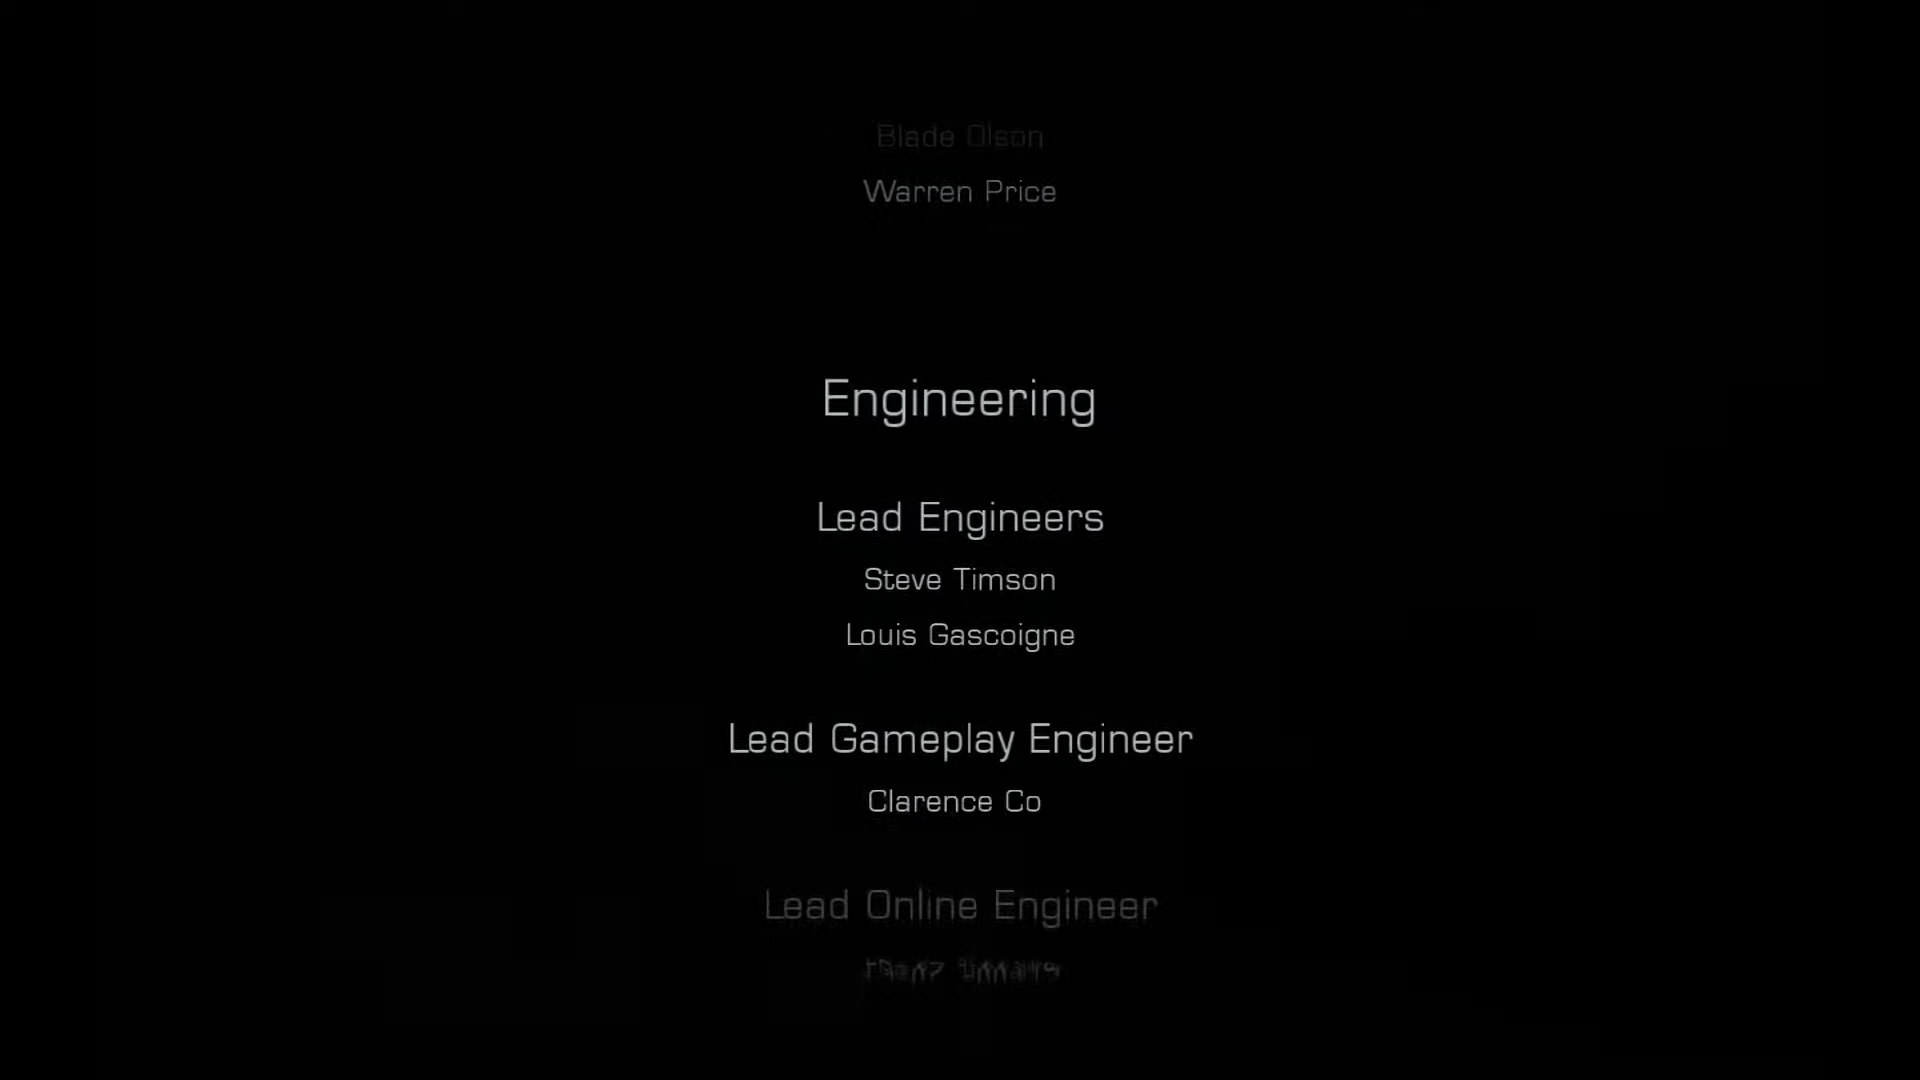 Blade Olson
Warren Price
Engineering
Lead Engineers
Steve Timson
Louis Gascoigne
Lead Gameplay Engineer
Clarence Co
Lead Online Engineer